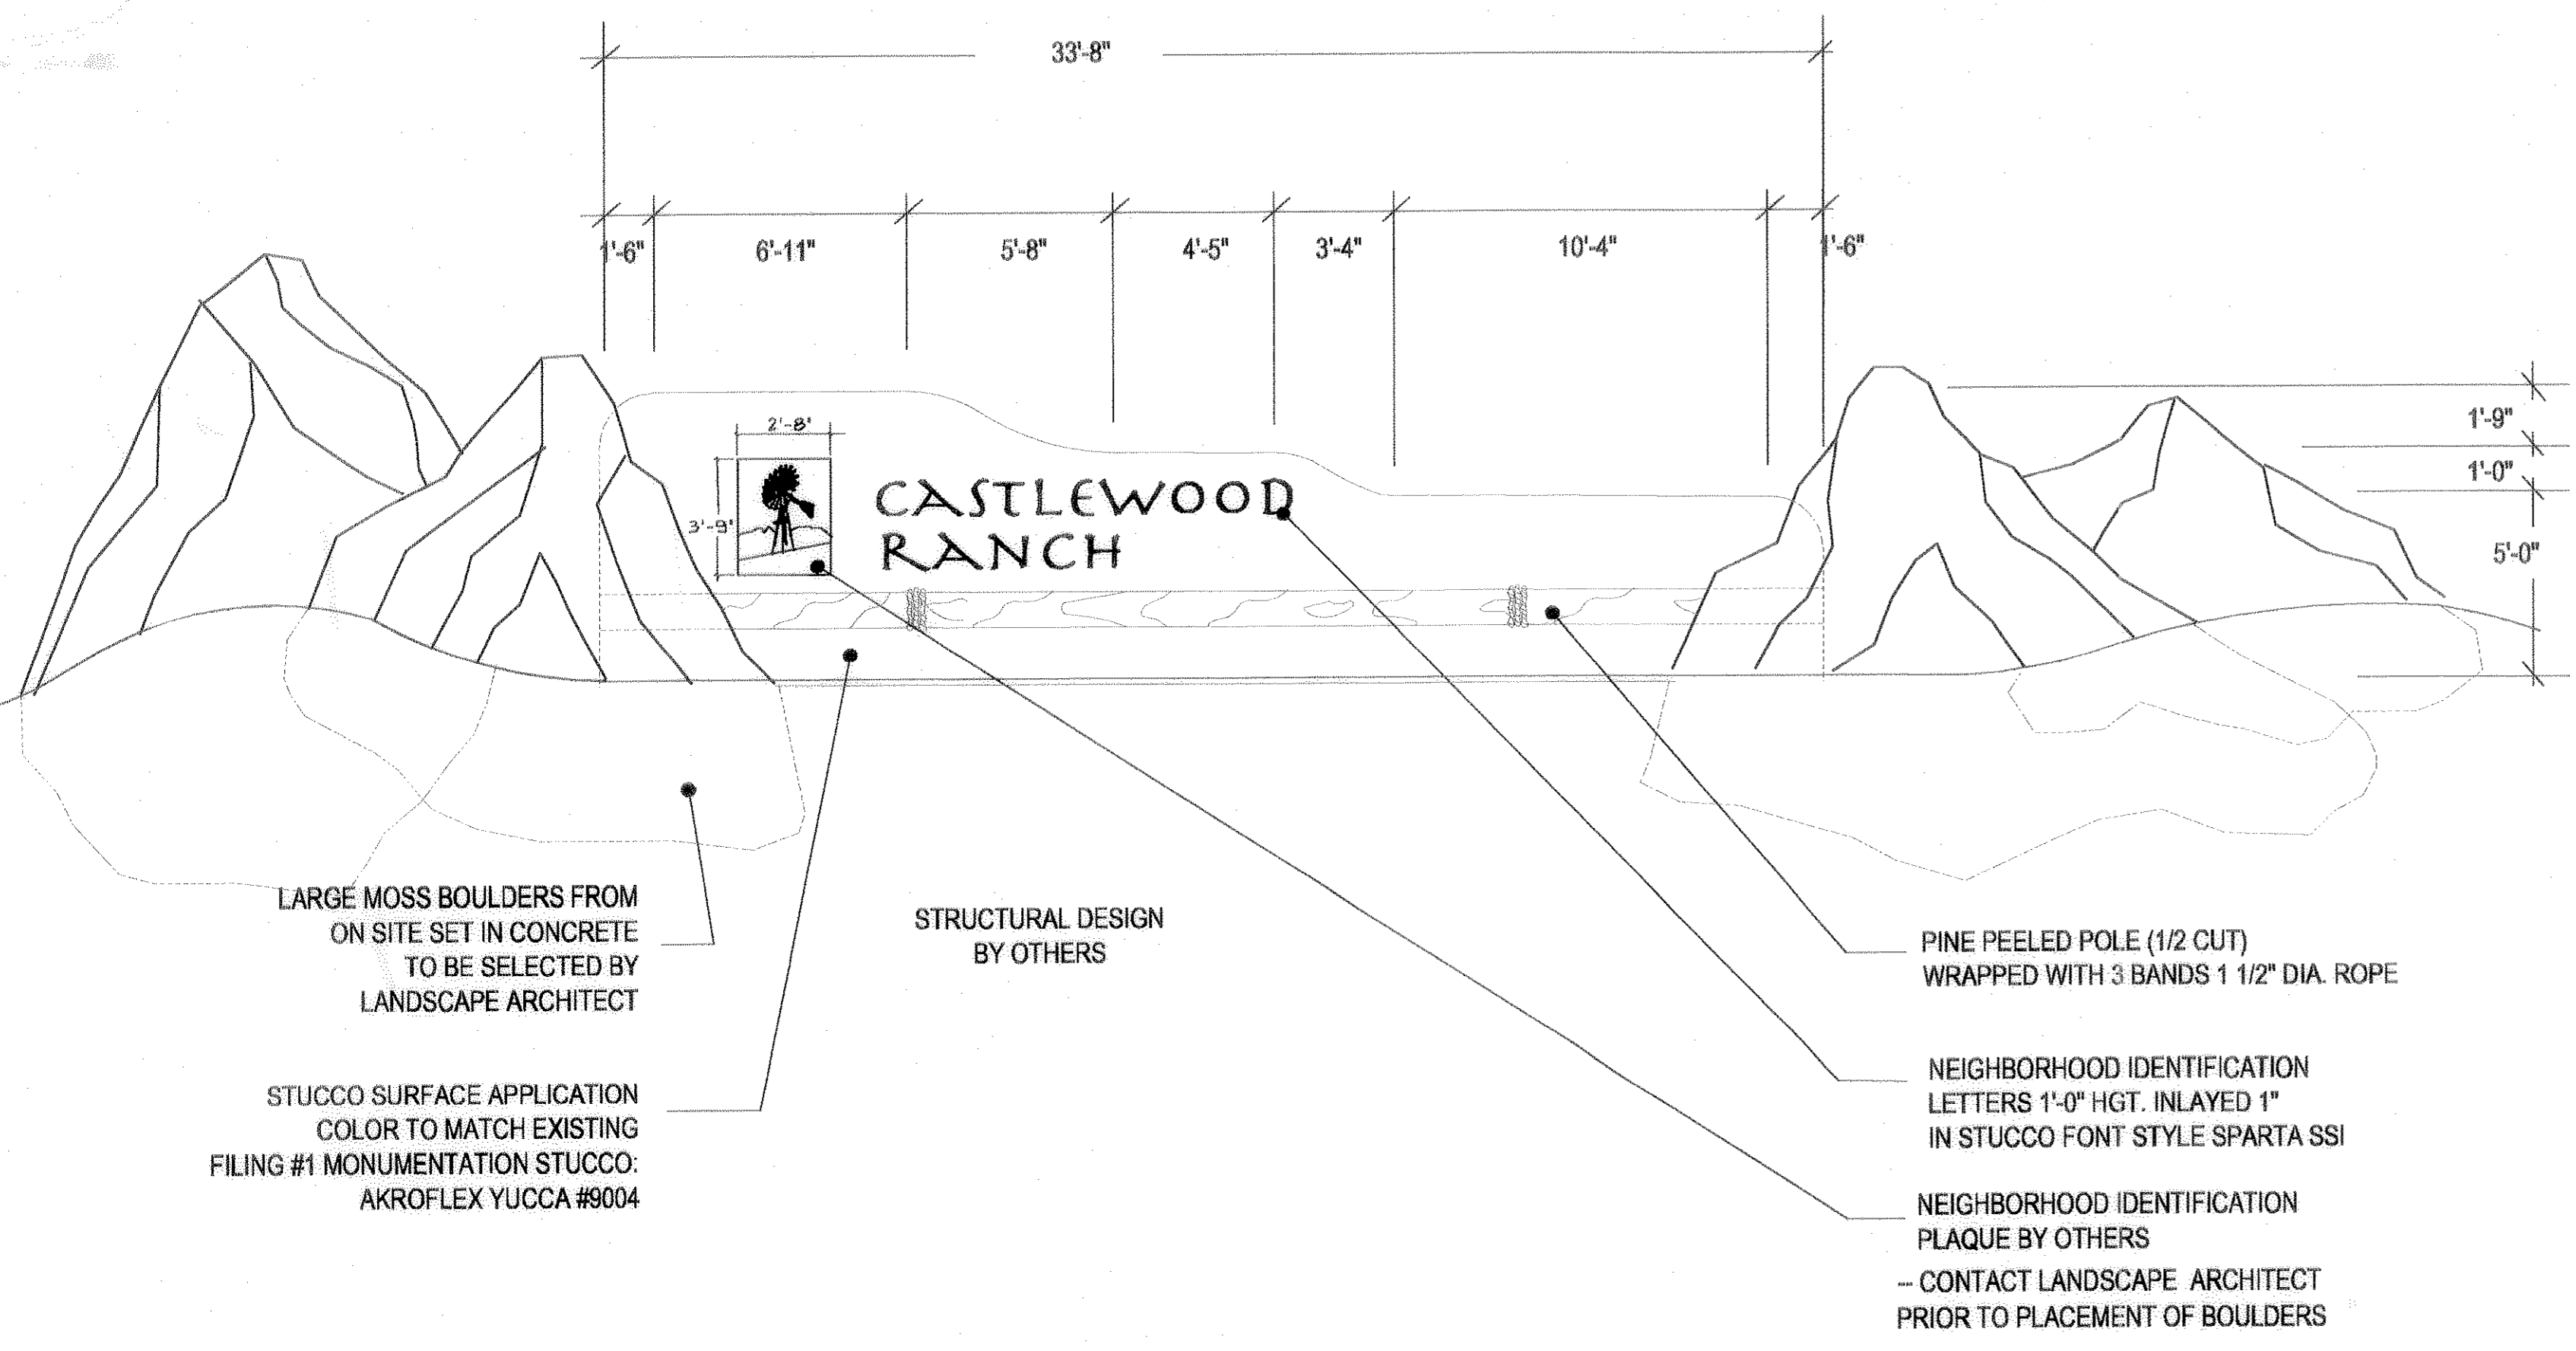 33'-8"
1'-6"
6'-11"
5'-8"
4'-5"
3'-4"
10'-4"
1'-6"
1'-9"
1'-0"
5'-0"
2'-8"
3'-9"
CASTLEWOOD
RANCH
LARGE MOSS BOULDERS FROM
ON SITE SET IN CONCRETE
TO BE SELECTED BY
LANDSCAPE ARCHITECT
STRUCTURAL DESIGN
BY OTHERS
STUCCO SURFACE APPLICATION
COLOR TO MATCH EXISTING
FILING #1 MONUMENTATION STUCCO:
AKROFLEX YUCCA #9004
PINE PEELED POLE (1/2 CUT)
WRAPPED WITH 3 BANDS 1 1/2" DIA. ROPE
NEIGHBORHOOD IDENTIFICATION
LETTERS 1'-0" HGT. INLAYED 1"
IN STUCCO FONT STYLE SPARTA SSI
NEIGHBORHOOD IDENTIFICATION
PLAQUE BY OTHERS
-- CONTACT LANDSCAPE ARCHITECT
PRIOR TO PLACEMENT OF BOULDERS